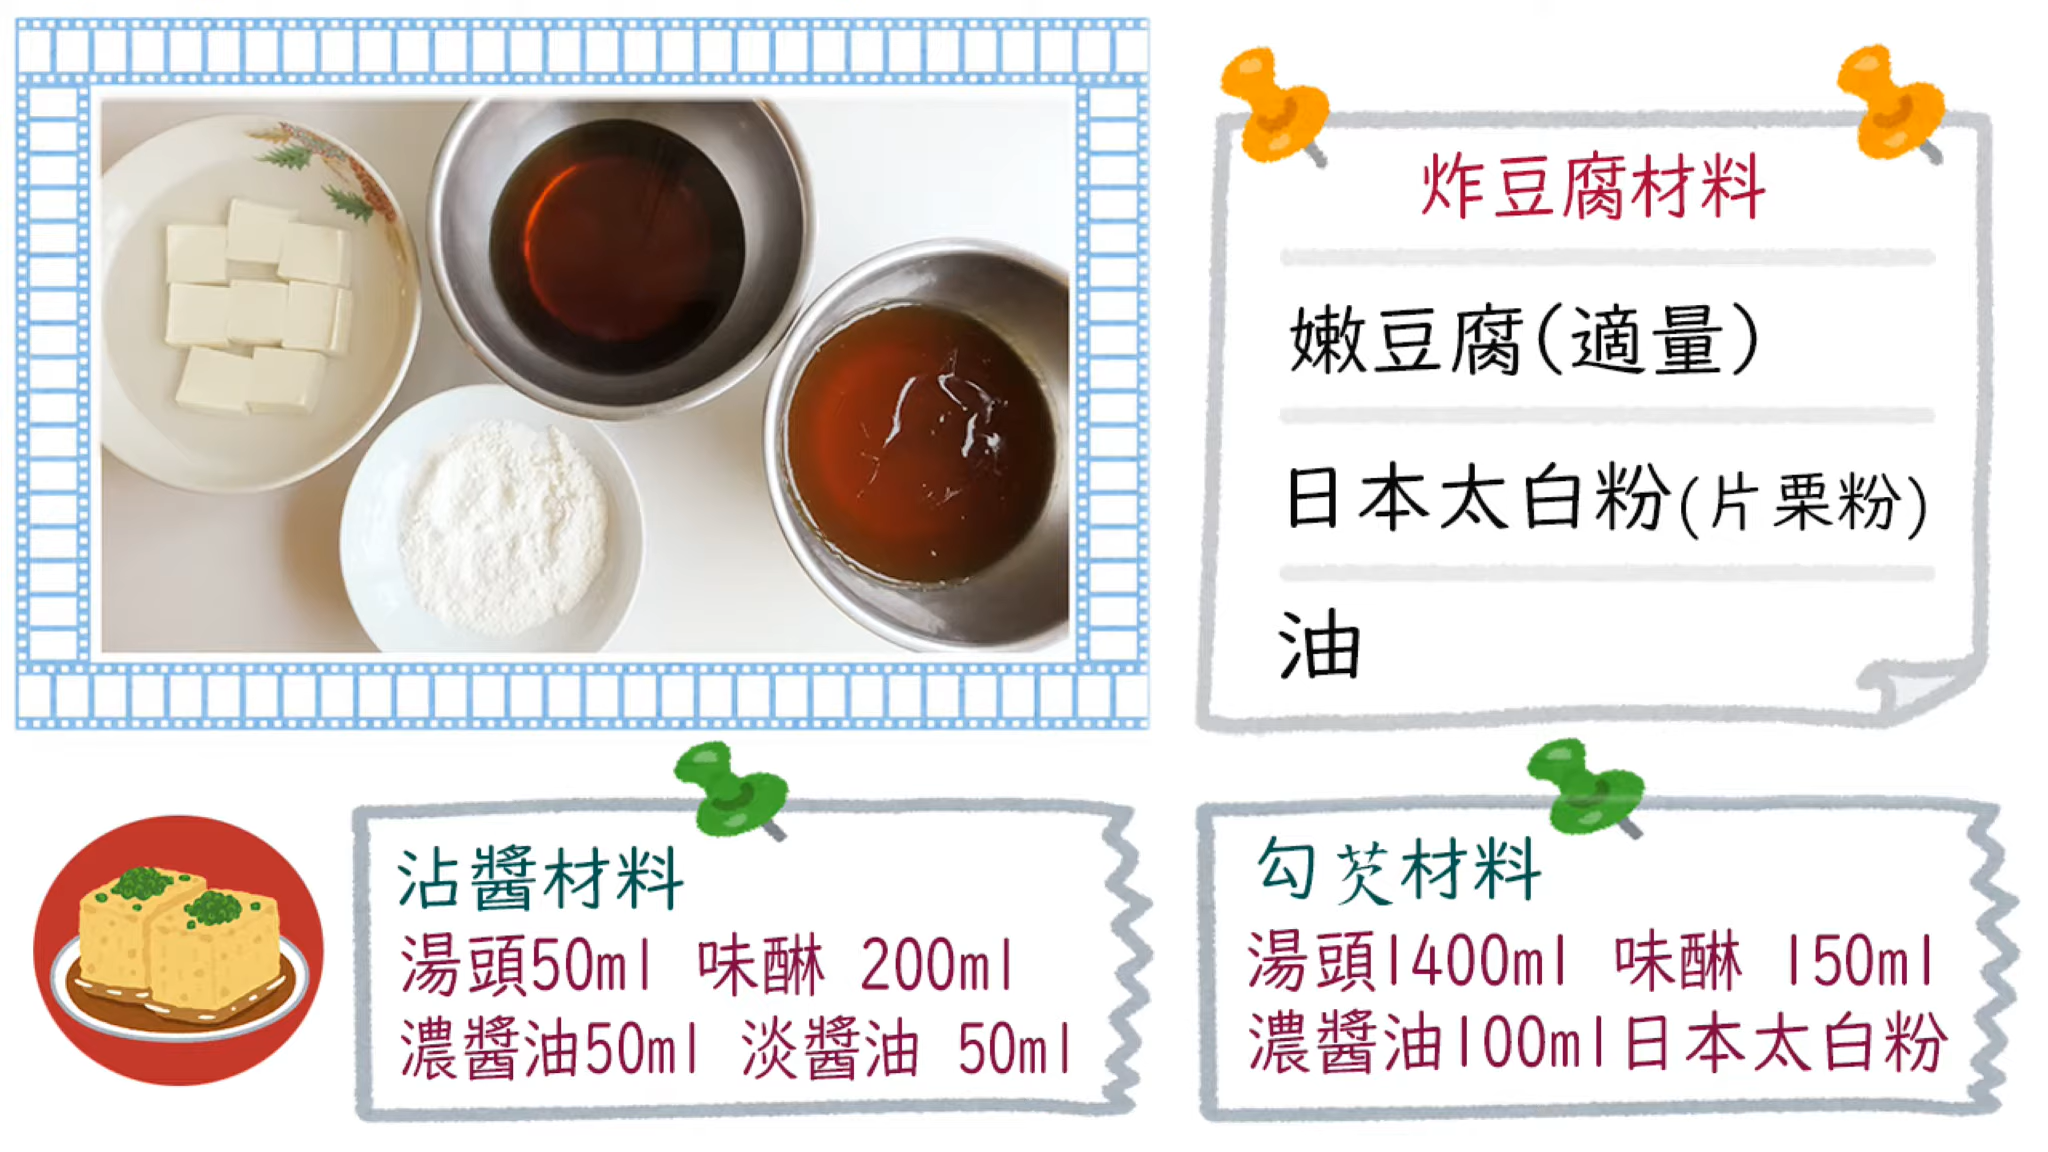 炸豆腐材料
嫩豆腐(適量)
日本太白粉(片栗粉)
油
沾醬材料
湯頭50ml 味醂 200ml
濃醬油50ml 淡醬油 50ml
勾芡材料
湯頭1400ml 味醂 150ml
濃醬油100ml日本太白粉